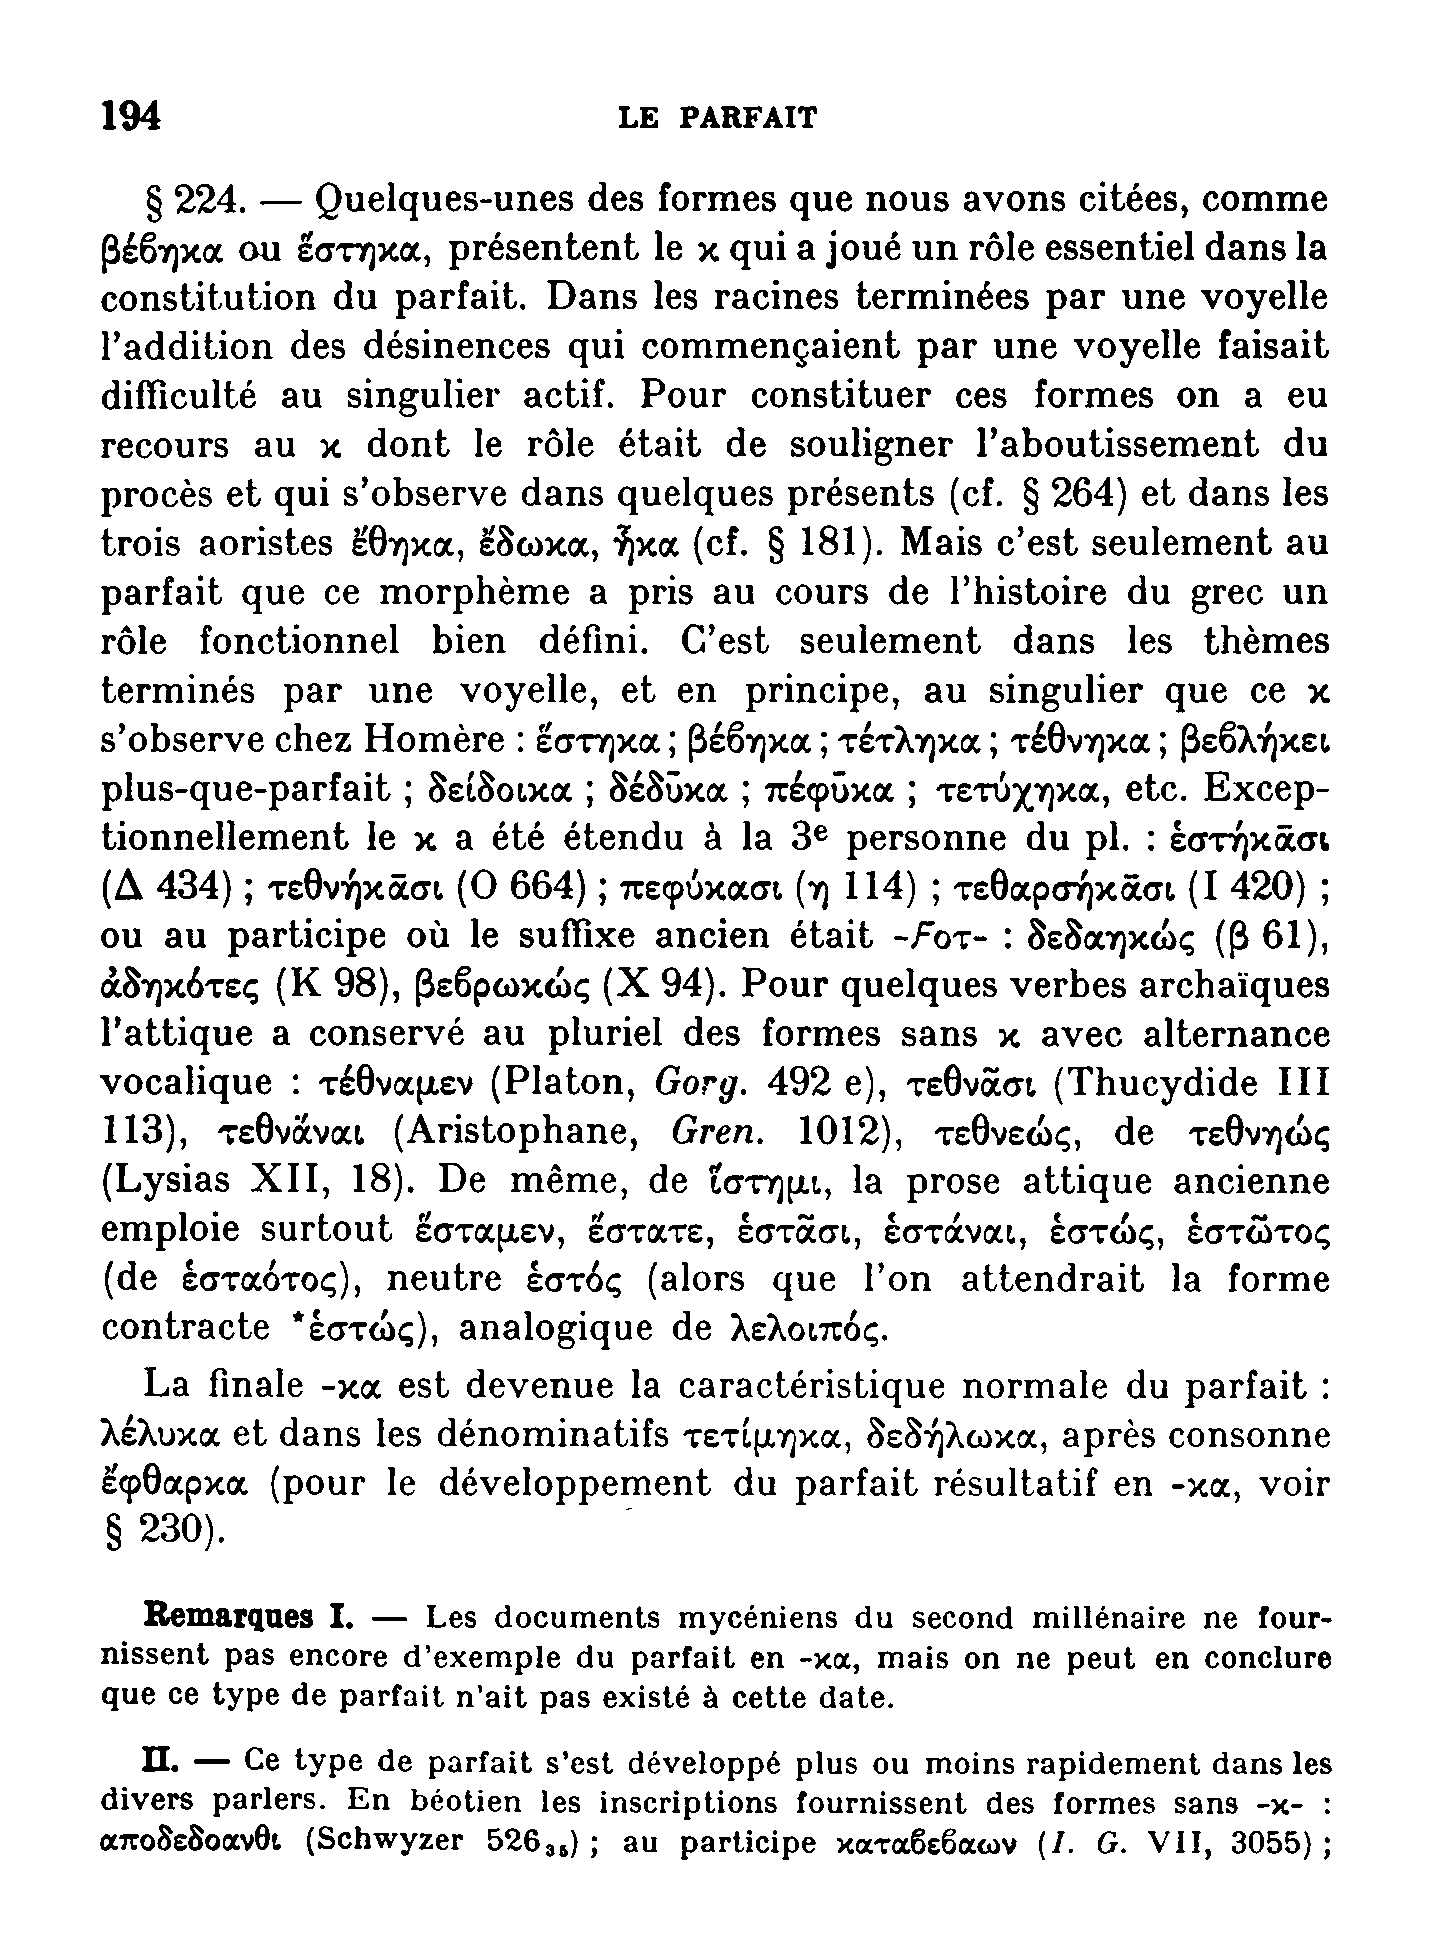 194 LE PARFAIT
§ 224. — Quelques-unes des formes que nous avons citées, comme
βέϐηκα ou ἕστηκα, présentent le κ qui a joué un rôle essentiel dans la
constitution du parfait. Dans les racines terminées par une voyelle
l’addition des désinences qui commençaient par une voyelle faisait
difficulté au singulier actif. Pour constituer ces formes on a eu
recours au κ dont le rôle était de souligner l’aboutissement du
procès et qui s’observe dans quelques présents (cf. § 264) et dans les
trois aoristes ἔθηκα, ἔδωκα, ἧκα (cf. § 181). Mais c’est seulement au
parfait que ce morphème a pris au cours de l’histoire du grec un
rôle fonctionnel bien défini. C’est seulement dans les thèmes
terminés par une voyelle, et en principe, au singulier que ce κ
s’observe chez Homère : ἕστηκα ; βέϐηκα ; τέτληκα ; τέθνηκα ; βεϐλήκει
plus-que-parfait ; δείδοικα ; δέδῡκα ; πέφῡκα ; τετύχηκα, etc. Excep-
tionnellement le κ a été étendu à la 3e personne du pl. : ἑστήκᾱσι
(Δ 434) ; τεθνήκᾱσι (Ο 664) ; πεφύκασι (η 114) ; τεθαρσήκᾱσι (Ι 420) ;
ou au participe où le suffixe ancien était -ϝοτ- : δεδαηκώς (β 61),
ἁδηκότες (Κ 98), βεϐρωκώς (Χ 94). Pour quelques verbes archaïques
l’attique a conservé au pluriel des formes sans κ avec alternance
vocalique : τέθναμεν (Platon, Gorg. 492 e), τεθνᾶσι (Thucydide III
113), τεθνᾶναι (Aristophane, Gren. 1012), τεθνεώς, de τεθνηώς
(Lysias XII, 18). De même, de ἵστημι, la prose attique ancienne
emploie surtout ἕσταμεν, ἕστατε, ἑστᾶσι, ἑστάναι, ἑστώς, ἑστῶτος
(de ἑσταότος), neutre ἑστός (alors que l’on attendrait la forme
contracte *ἑστώς), analogique de λελοιπός.
La finale -κα est devenue la caractéristique normale du parfait :
λέλυκα et dans les dénominatifs τετίμηκα, δεδήλωκα, après consonne
ἔφθαρκα (pour le développement du parfait résultatif en -κα, voir
§ 230).
Remarques I. — Les documents mycéniens du second millénaire ne four-
nissent pas encore d’exemple du parfait en -κα, mais on ne peut en conclure
que ce type de parfait n’ait pas existé à cette date.
II. — Ce type de parfait s’est développé plus ou moins rapidement dans les
divers parlers. En béotien les inscriptions fournissent des formes sans -κ- :
αποδεδοανθι (Schwyzer 526₃₅) ; au participe καταϐεϐαων (I. G. VII, 3055) ;